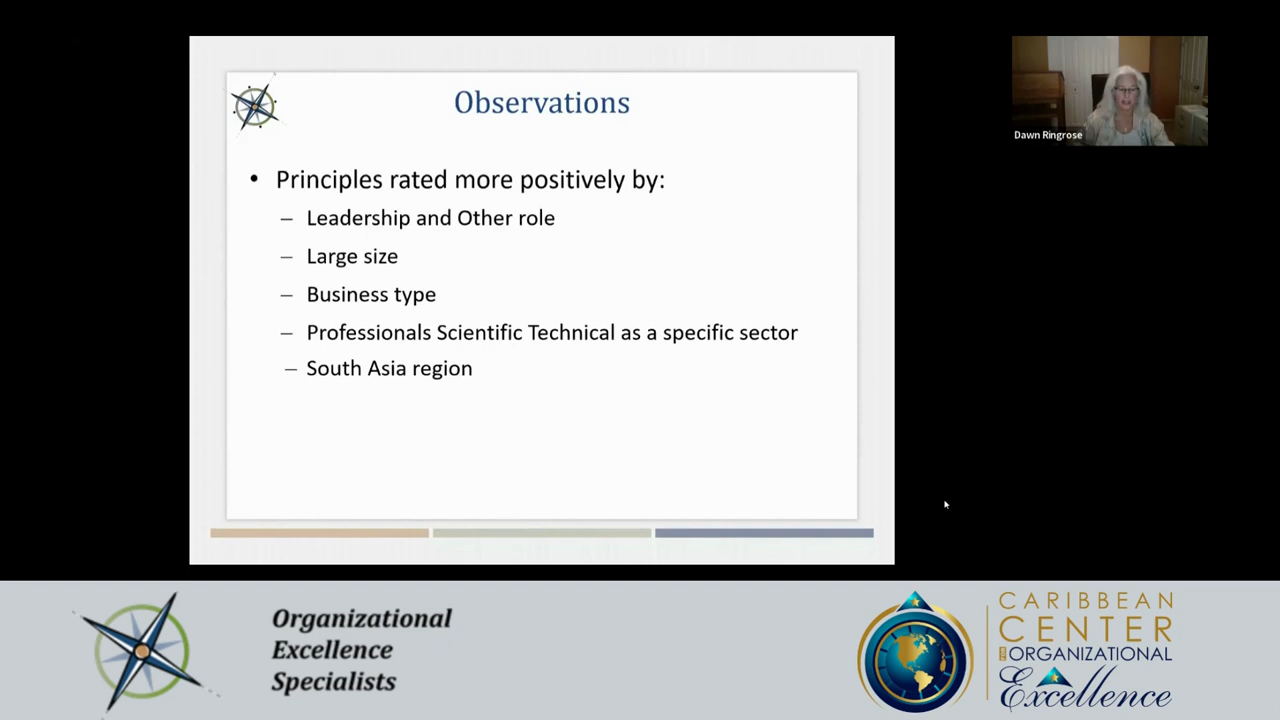 Observations
• Principles rated more positively by:
– Leadership and Other role
– Large size
– Business type
– Professionals Scientific Technical as a specific sector
– South Asia region
Dawn Ringrose
Organizational
Excellence
Specialists
CARIBBEAN
CENTER
FOR ORGANIZATIONAL
Excellence